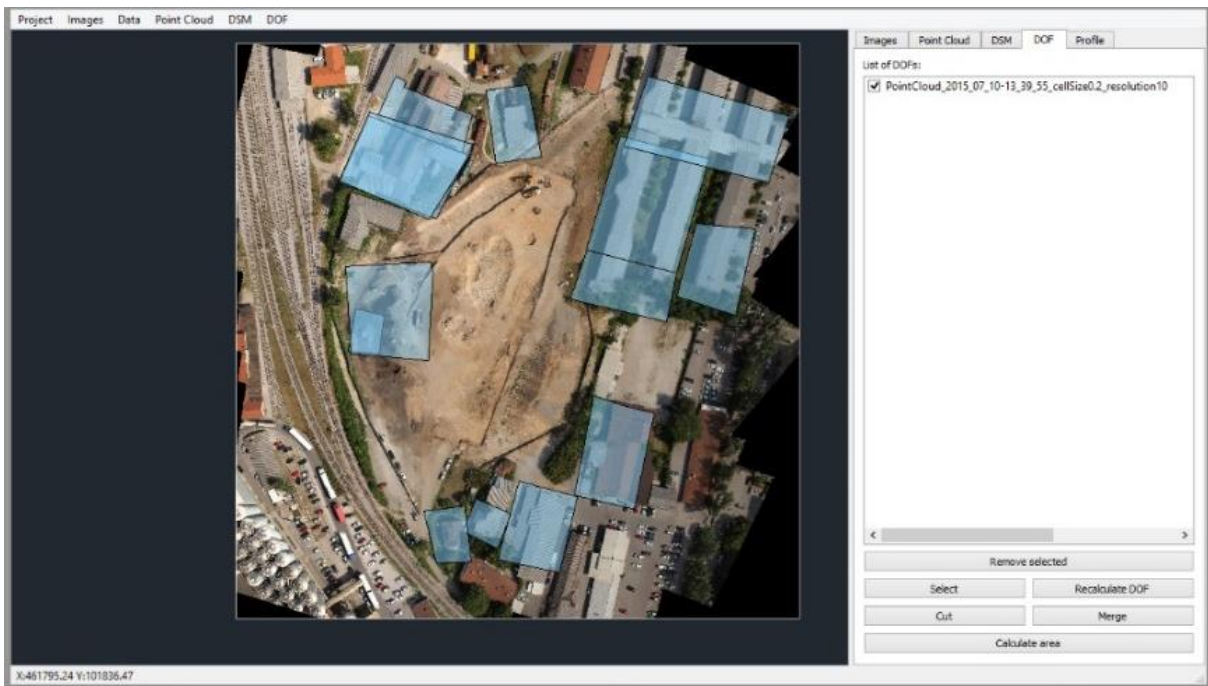 Project Images Data Point Cloud DSM DOF
Images Point Cloud DSM DOF Profile
List of DOFs:
PointCloud_2015_07_10-13_39_55_cellSize0.2_resolution10
Remove selected
Select Recalculate DOF
Cut Merge
Calculate area
X:461795.24 Y:101836.47